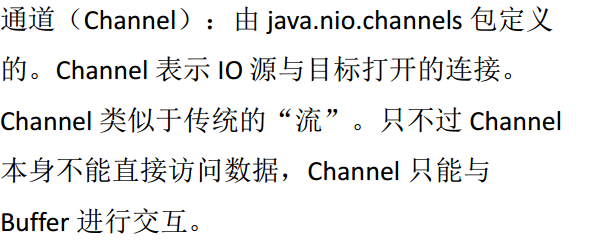 通道（Channel）：由 java.nio.channels 包定义
的。Channel 表示 IO 源与目标打开的连接。
Channel 类似于传统的“流”。只不过 Channel
本身不能直接访问数据，Channel 只能与
Buffer 进行交互。